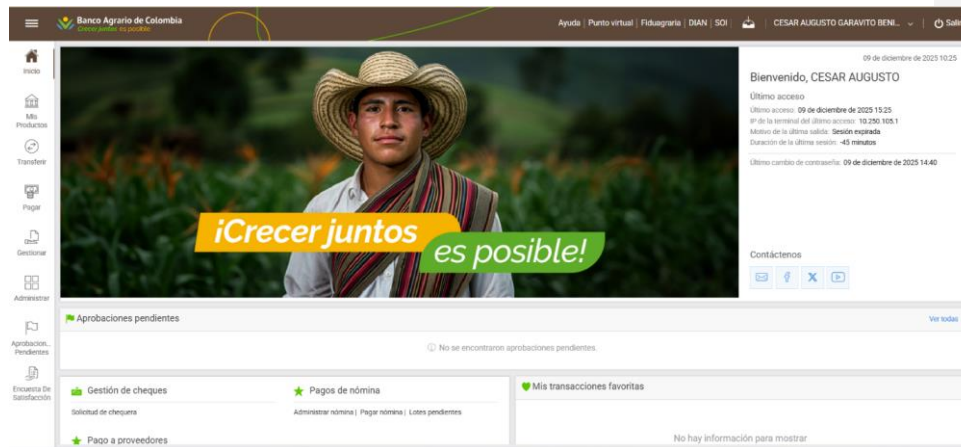 Banco Agrario de Colombia
Crecer juntos es posible
Ayuda | Punto virtual | Fiduagraria | DIAN | SOI | CESAR AUGUSTO GARAVITO BENI... | Salir
Inicio
Mis
Productos
Transferir
Pagar
Gestionar
Administrar
Aprobacion...
Pendientes
Encuesta De
Satisfacción
¡Crecer juntos
es posible!
09 de diciembre de 2025 10:25
Bienvenido, CESAR AUGUSTO
Último acceso
Último acceso: 09 de diciembre de 2025 15:25
Nº de la terminal del último acceso: 10.250.105.1
Motivo de la última salida: Sesión expirada
Duración de la última sesión: -45 minutos
Último cambio de contraseña: 09 de diciembre de 2025 14:40
Contáctenos
Aprobaciones pendientes
Ver todas
No se encontraron aprobaciones pendientes.
Gestión de cheques
Solicitud de chequera
Pagos de nómina
Administrar nómina | Pagar nómina | Lotes pendientes
Pago a proveedores
Mis transacciones favoritas
No hay información para mostrar